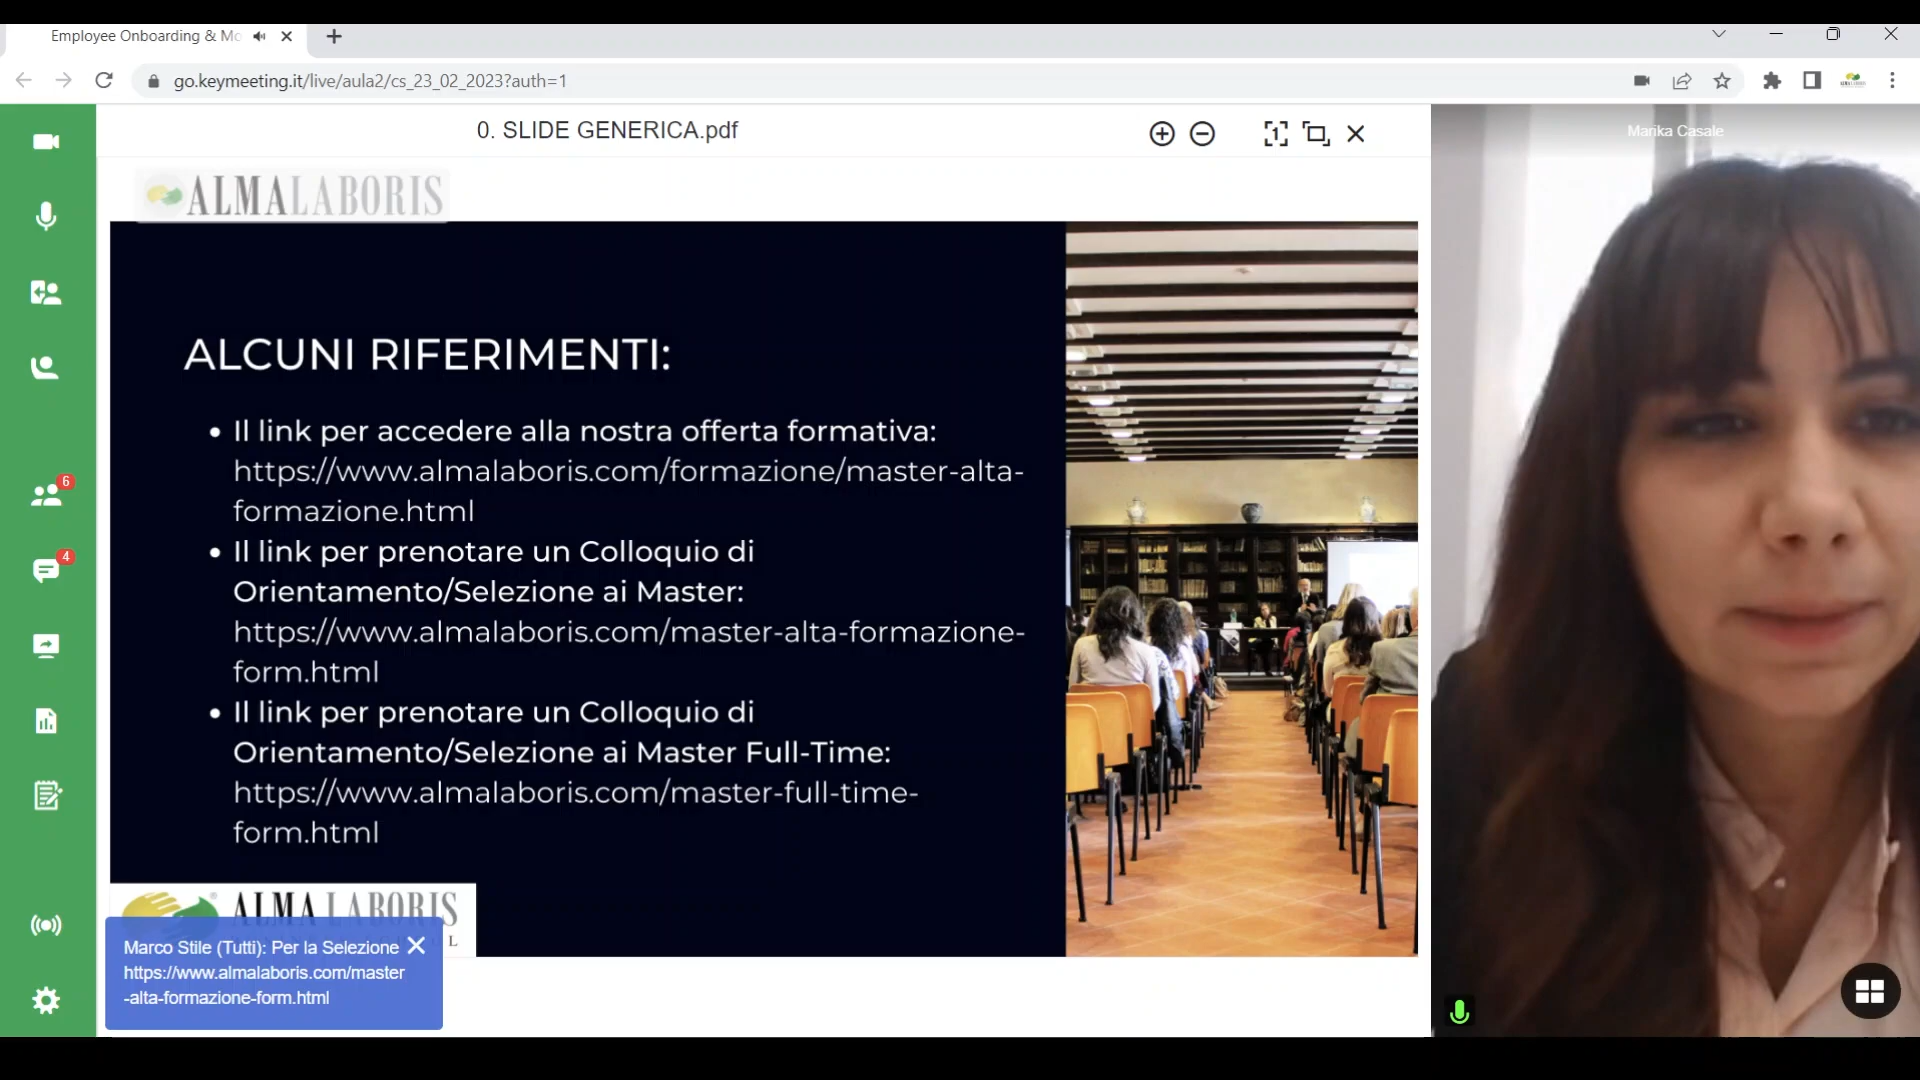 Employee Onboarding & Mo
go.keymeeting.it/live/aula2/cs_23_02_2023?auth=1
0. SLIDE GENERICA.pdf
1
Marika Casale
ALMALABORIS
ALCUNI RIFERIMENTI:
• Il link per accedere alla nostra offerta formativa:
https://www.almalaboris.com/formazione/master-alta-
formazione.html
• Il link per prenotare un Colloquio di
Orientamento/Selezione ai Master:
https://www.almalaboris.com/master-alta-formazione-
form.html
• Il link per prenotare un Colloquio di
Orientamento/Selezione ai Master Full-Time:
https://www.almalaboris.com/master-full-time-
form.html
6
4
ALMA LABORIS
Marco Stile (Tutti): Per la Selezione
https://www.almalaboris.com/master
-alta-formazione-form.html